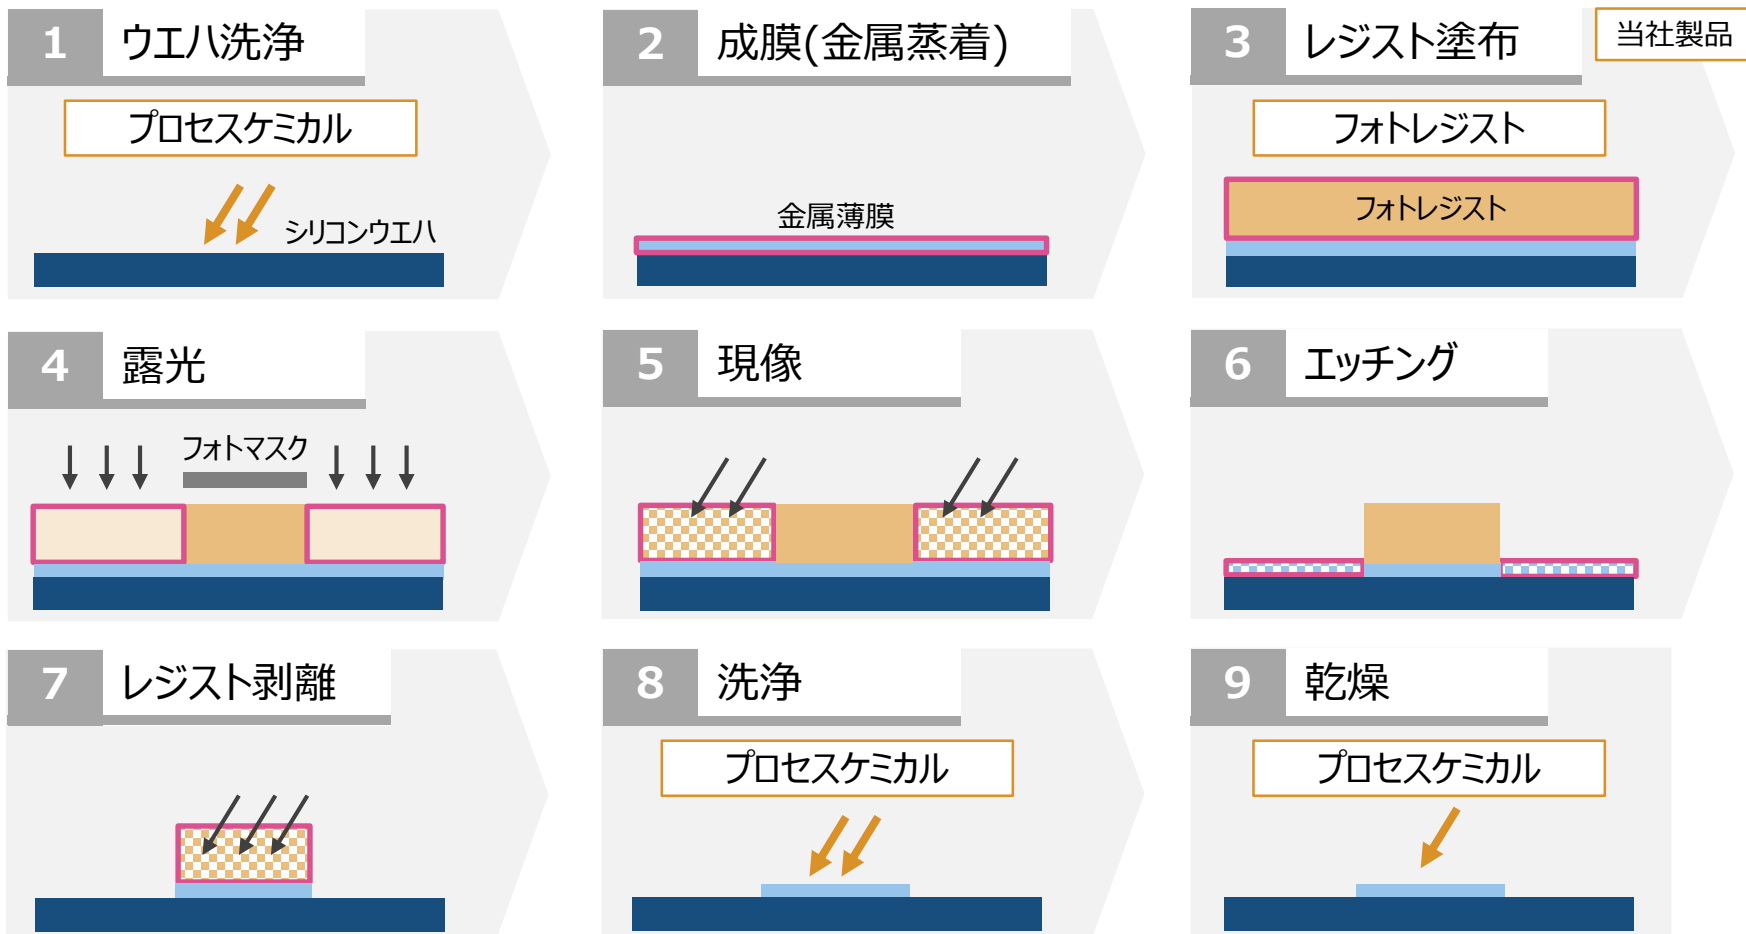 1 ウエハ洗浄
プロセスケミカル
シリコンウエハ
2 成膜(金属蒸着)
金属薄膜
3 レジスト塗布
当社製品
フォトレジスト
フォトレジスト
4 露光
フォトマスク
5 現像
6 エッチング
7 レジスト剥離
8 洗浄
プロセスケミカル
9 乾燥
プロセスケミカル